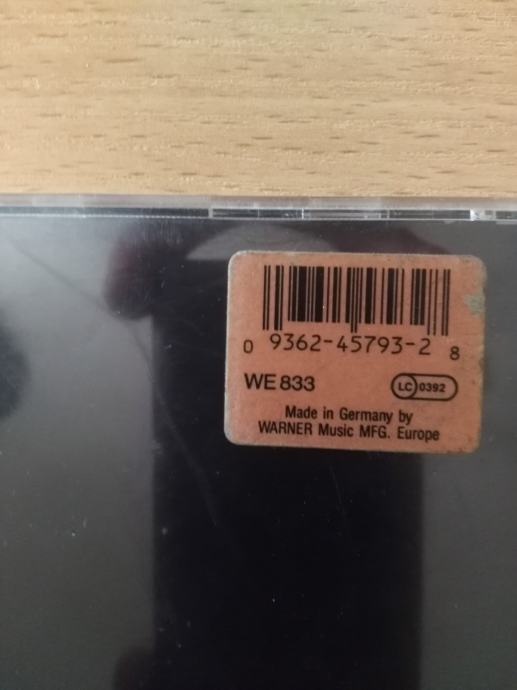 0 9362-45793-2 8
WE 833
LC 0392
Made in Germany by
WARNER Music MFG. Europe